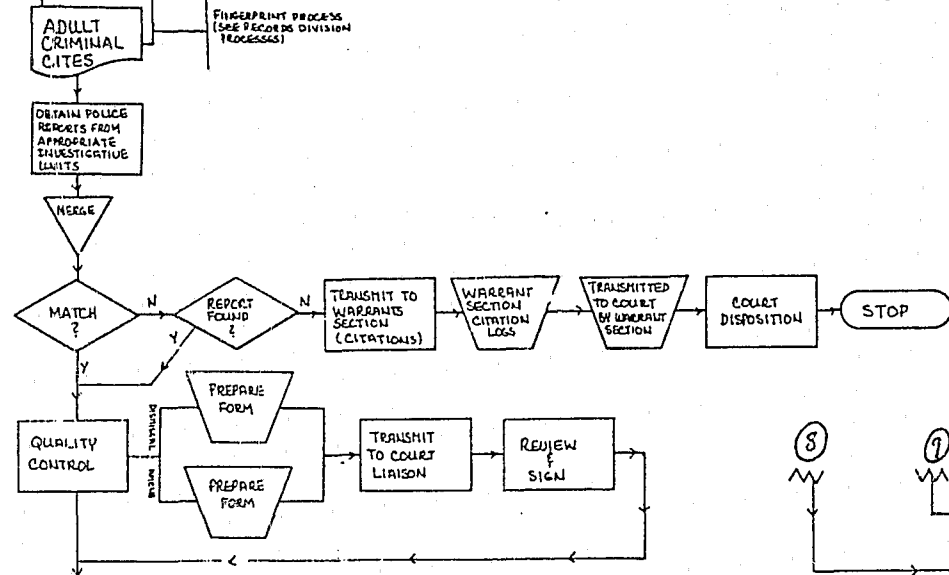 FINGERPRINT PROCESS
(SEE RECORDS DIVISION
PROCESSES)
ADULT
CRIMINAL
CITES
OBTAIN POLICE
REPORTS FROM
APPROPRIATE
INVESTIGATIVE
UNITS
MERGE
MATCH
?
N
Y
REPORT
FOUND
?
N
Y
TRANSMIT TO
WARRANTS
SECTION
(CITATIONS)
WARRANT
SECTION
CITATION
LOGS
TRANSMITTED
TO COURT
BY WARRANT
SECTION
COURT
DISPOSITION
STOP
QUALITY
CONTROL
DISMISSAL
PREPARE
FORM
PREPARE
FORM
TRANSMIT
TO COURT
LIAISON
REVIEW
&
SIGN
8
9